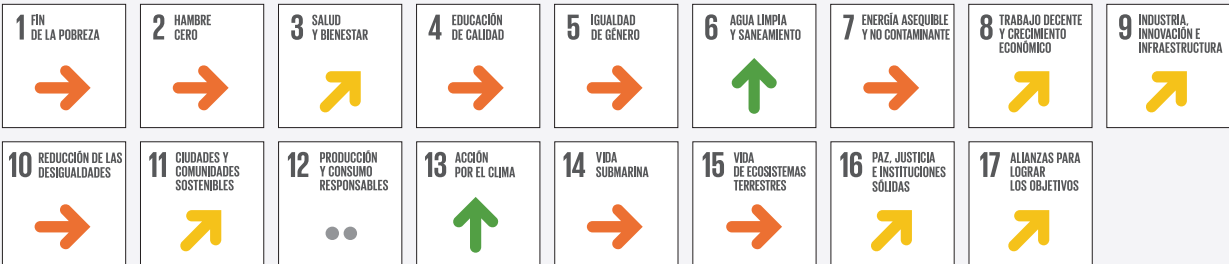 1 FIN
DE LA POBREZA
2 HAMBRE
CERO
3 SALUD
Y BIENESTAR
4 EDUCACIÓN
DE CALIDAD
5 IGUALDAD
DE GÉNERO
6 AGUA LIMPIA
Y SANEAMIENTO
7 ENERGÍA ASEQUIBLE
Y NO CONTAMINANTE
8 TRABAJO DECENTE
Y CRECIMIENTO
ECONÓMICO
9 INDUSTRIA,
INNOVACIÓN E
INFRAESTRUCTURA
10 REDUCCIÓN DE LAS
DESIGUALDADES
11 CIUDADES Y
COMUNIDADES
SOSTENIBLES
12 PRODUCCIÓN
Y CONSUMO
RESPONSABLES
13 ACCIÓN
POR EL CLIMA
14 VIDA
SUBMARINA
15 VIDA
DE ECOSISTEMAS
TERRESTRES
16 PAZ, JUSTICIA
E INSTITUCIONES
SÓLIDAS
17 ALIANZAS PARA
LOGRAR
LOS OBJETIVOS